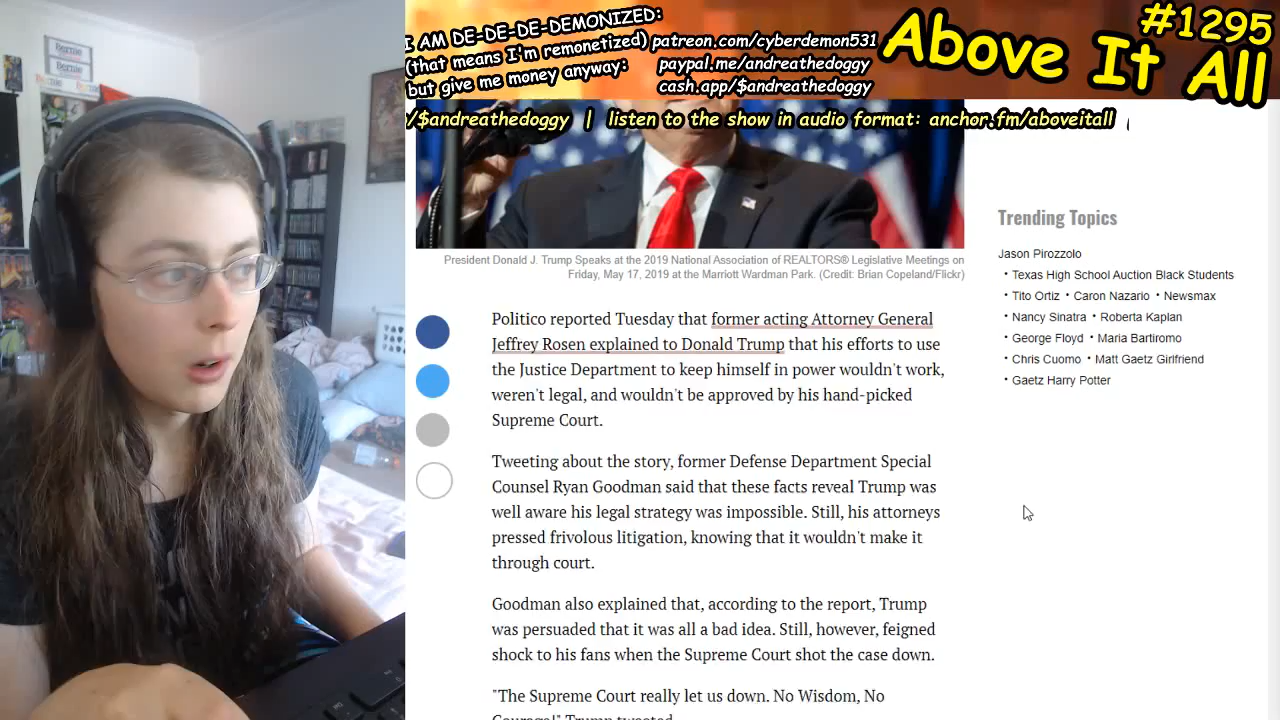 Bernie
Bernie
I AM DE-DE-DE-DEMONIZED:
(that means I'm remonetized)
but give me money anyway:
patreon.com/cyberdemon531
paypal.me/andreathedoggy
cash.app/$andreathedoggy
Above It All
#1295
/$andreathedoggy | listen to the show in audio format: anchor.fm/aboveitall |
President Donald J. Trump Speaks at the 2019 National Association of REALTORS® Legislative Meetings on
Friday, May 17, 2019 at the Marriott Wardman Park. (Credit: Brian Copeland/Flickr)
Politico reported Tuesday that former acting Attorney General
Jeffrey Rosen explained to Donald Trump that his efforts to use
the Justice Department to keep himself in power wouldn't work,
weren't legal, and wouldn't be approved by his hand-picked
Supreme Court.
Tweeting about the story, former Defense Department Special
Counsel Ryan Goodman said that these facts reveal Trump was
well aware his legal strategy was impossible. Still, his attorneys
pressed frivolous litigation, knowing that it wouldn't make it
through court.
Goodman also explained that, according to the report, Trump
was persuaded that it was all a bad idea. Still, however, feigned
shock to his fans when the Supreme Court shot the case down.
"The Supreme Court really let us down. No Wisdom, No
Courage!" Trump tweeted.
Trending Topics
Jason Pirozzolo
• Texas High School Auction Black Students
• Tito Ortiz • Caron Nazario • Newsmax
• Nancy Sinatra • Roberta Kaplan
• George Floyd • Maria Bartiromo
• Chris Cuomo • Matt Gaetz Girlfriend
• Gaetz Harry Potter